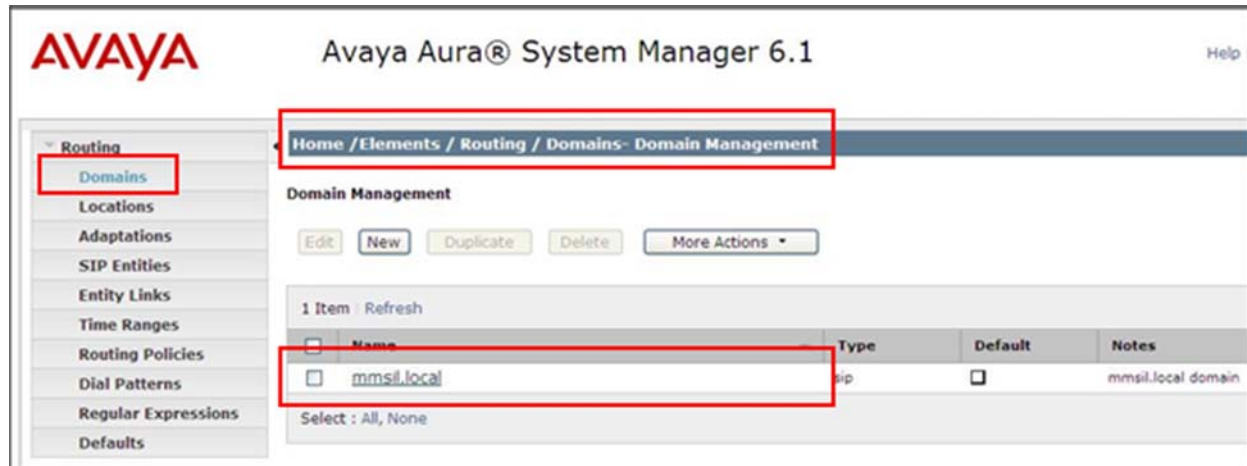 AVAYA
Avaya Aura® System Manager 6.1
Help
Routing
Domains
Locations
Adaptations
SIP Entities
Entity Links
Time Ranges
Routing Policies
Dial Patterns
Regular Expressions
Defaults
Home /Elements / Routing / Domains- Domain Management
Domain Management
Edit New Duplicate Delete More Actions
1 Item Refresh
Name Type Default Notes
mmsil.local sip mmsil.local domain
Select : All, None